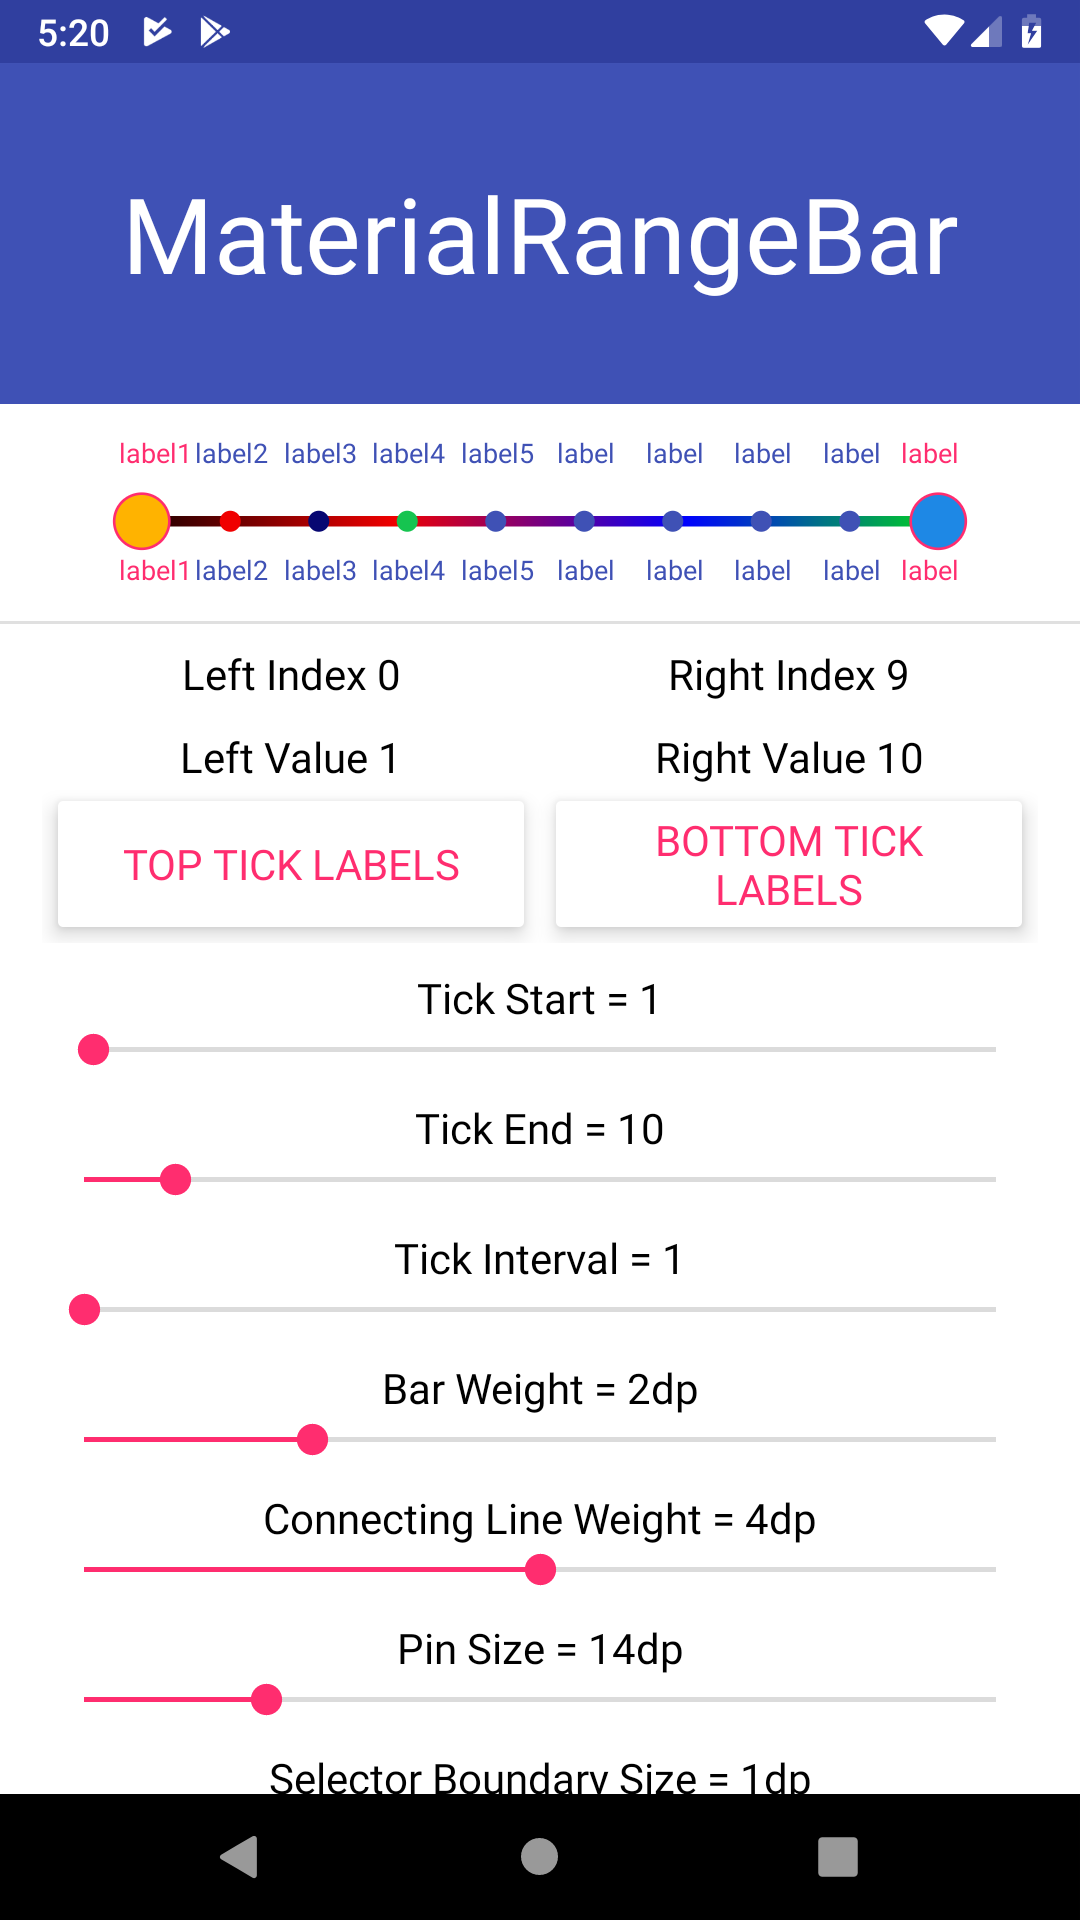 5:20
MaterialRangeBar
label1 label2 label3 label4 label5 label label label label label
label1 label2 label3 label4 label5 label label label label label
Left Index 0 Right Index 9
Left Value 1 Right Value 10
TOP TICK LABELS BOTTOM TICK
LABELS
Tick Start = 1
Tick End = 10
Tick Interval = 1
Bar Weight = 2dp
Connecting Line Weight = 4dp
Pin Size = 14dp
Selector Boundary Size = 1dp